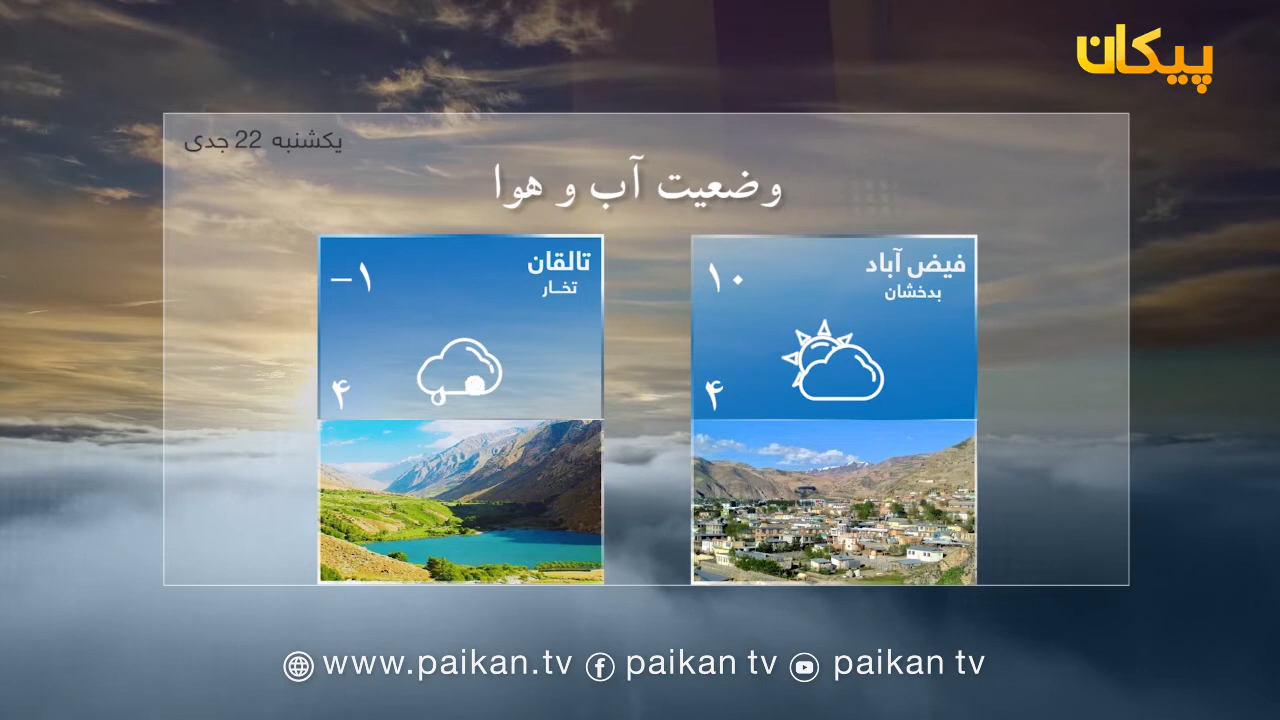 پیکان
یکشنبه 22 جدی
وضعیت آب و هوا
فیض آباد
بدخشان
۱۰
۴
تالقان
تخـار
۱−
۴
www.paikan.tv paikan tv paikan tv